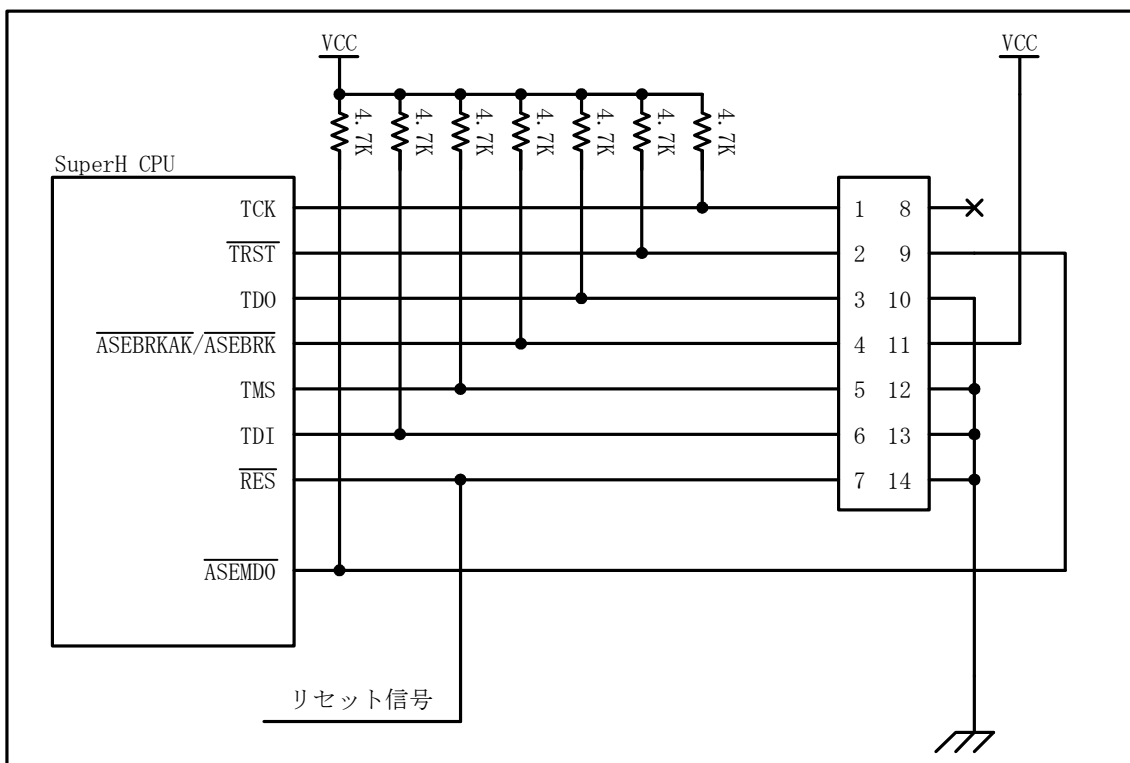 VCC
VCC
4.7K
4.7K
4.7K
4.7K
4.7K
4.7K
4.7K
SuperH CPU
TCK
1
8
TRST
2
9
TDO
3
10
ASEBRKAK/ASEBRK
4
11
TMS
5
12
TDI
6
13
RES
7
14
ASEMD0
リセット信号